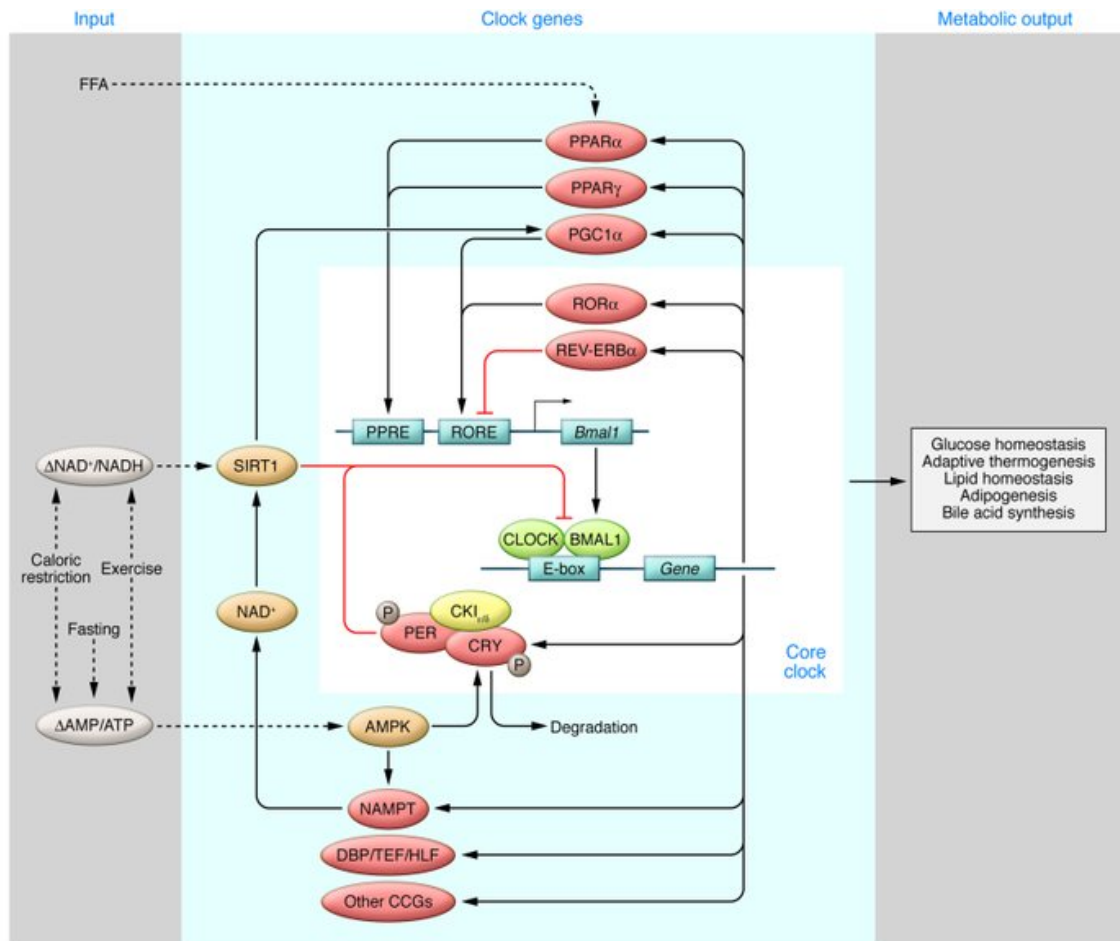 Input
Clock genes
Metabolic output
FFA
PPARα
PPARγ
PGC1α
RORα
REV-ERBα
PPRE
RORE
Bmal1
ΔNAD⁺/NADH
SIRT1
Glucose homeostasis
Adaptive thermogenesis
Lipid homeostasis
Adipogenesis
Bile acid synthesis
CLOCK
BMAL1
E-box
Gene
Caloric
restriction
Exercise
Fasting
NAD⁺
P
CKIε/δ
PER
CRY
P
Core
clock
ΔAMP/ATP
AMPK
Degradation
NAMPT
DBP/TEF/HLF
Other CCGs